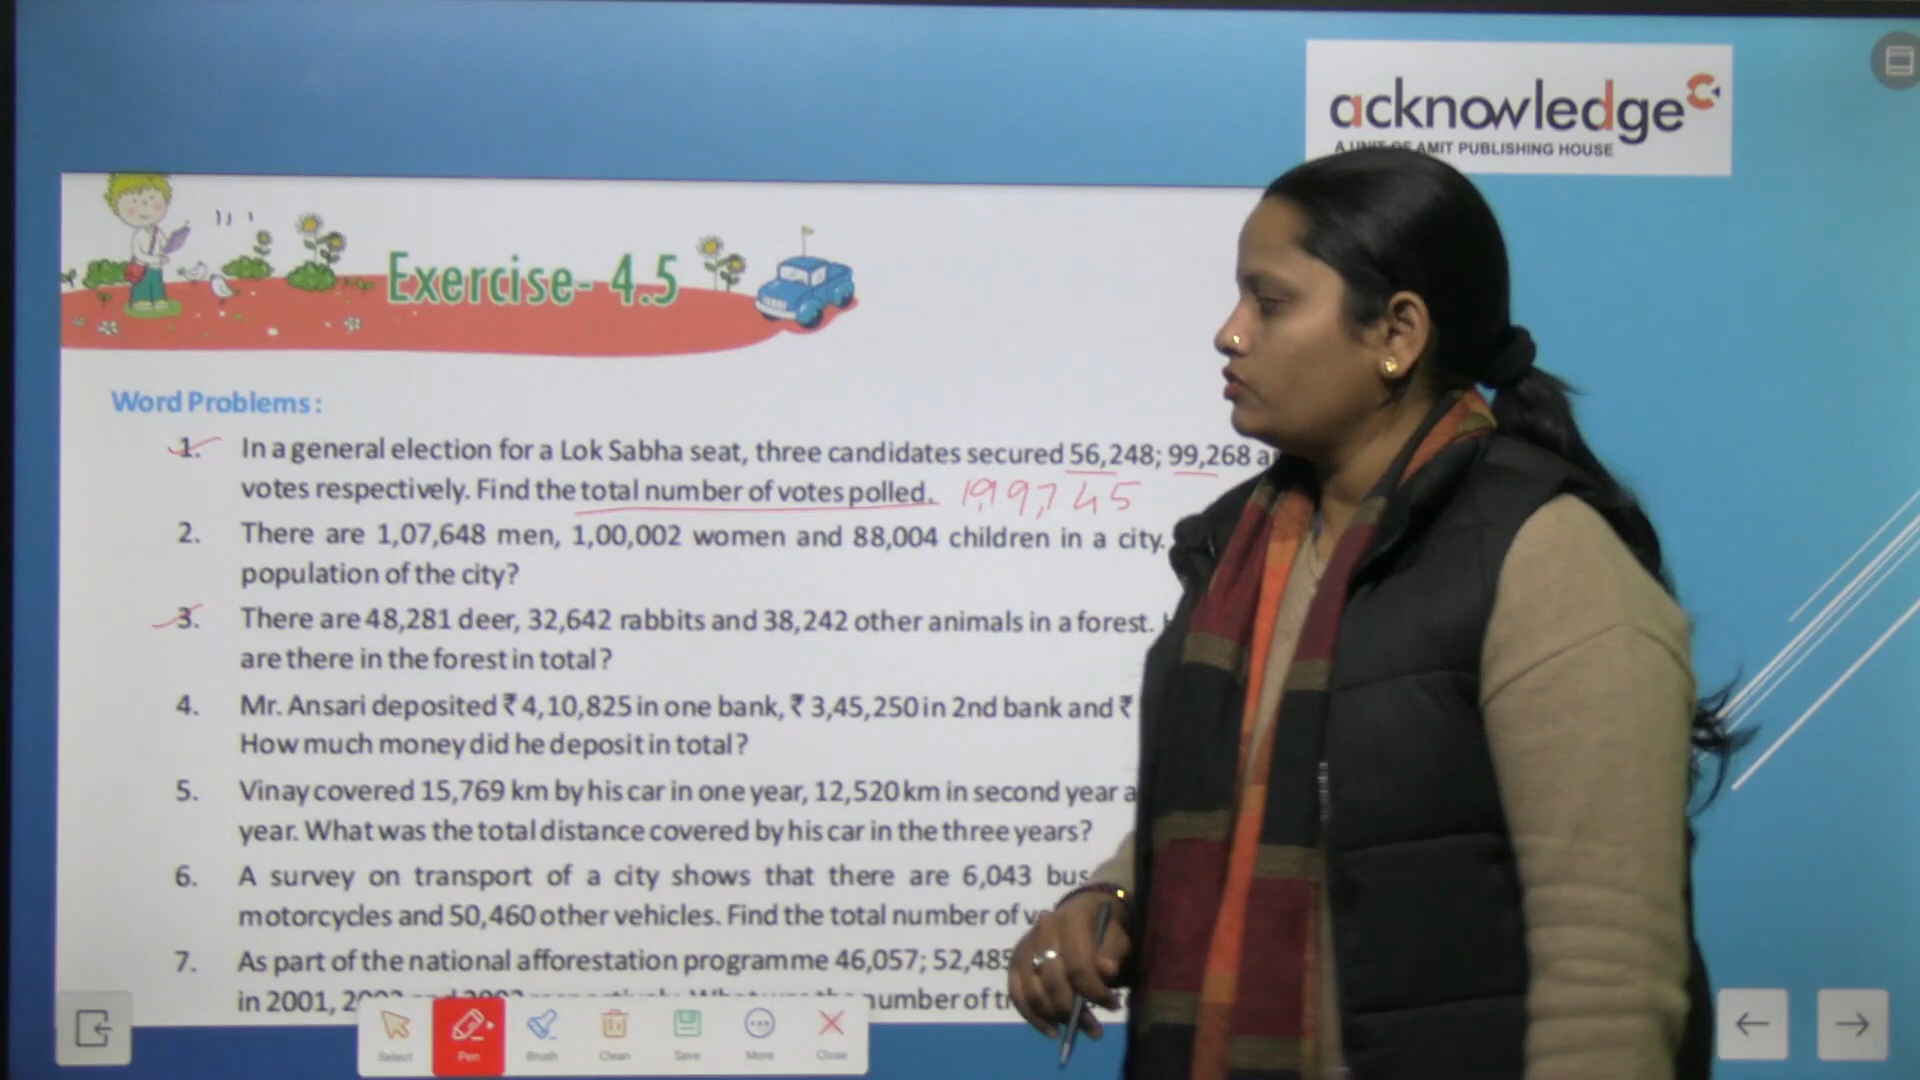 acknowledge
A UNIT OF AMIT PUBLISHING HOUSE
Exercise- 4.5
Word Problems:
1. In a general election for a Lok Sabha seat, three candidates secured 56,248; 99,268
votes respectively. Find the total number of votes polled. 1,99,745
2. There are 1,07,648 men, 1,00,002 women and 88,004 children in a city.
population of the city?
3. There are 48,281 deer, 32,642 rabbits and 38,242 other animals in a forest.
are there in the forest in total?
4. Mr. Ansari deposited ₹ 4,10,825 in one bank, ₹ 3,45,250 in 2nd bank and ₹
How much money did he deposit in total?
5. Vinay covered 15,769 km by his car in one year, 12,520 km in second year
year. What was the total distance covered by his car in the three years?
6. A survey on transport of a city shows that there are 6,043
motorcycles and 50,460 other vehicles. Find the total number of
7. As part of the national afforestation programme 46,057; 52,485
in 2001, number of
Select Pen Brush Clean Save More Close